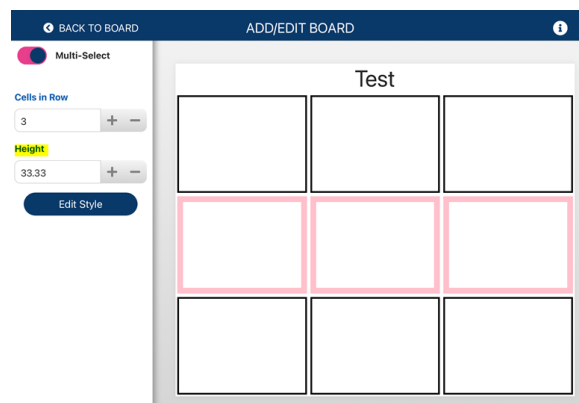 BACK TO BOARD
ADD/EDIT BOARD
Multi-Select
Test
Cells in Row
3
Height
33.33
Edit Style